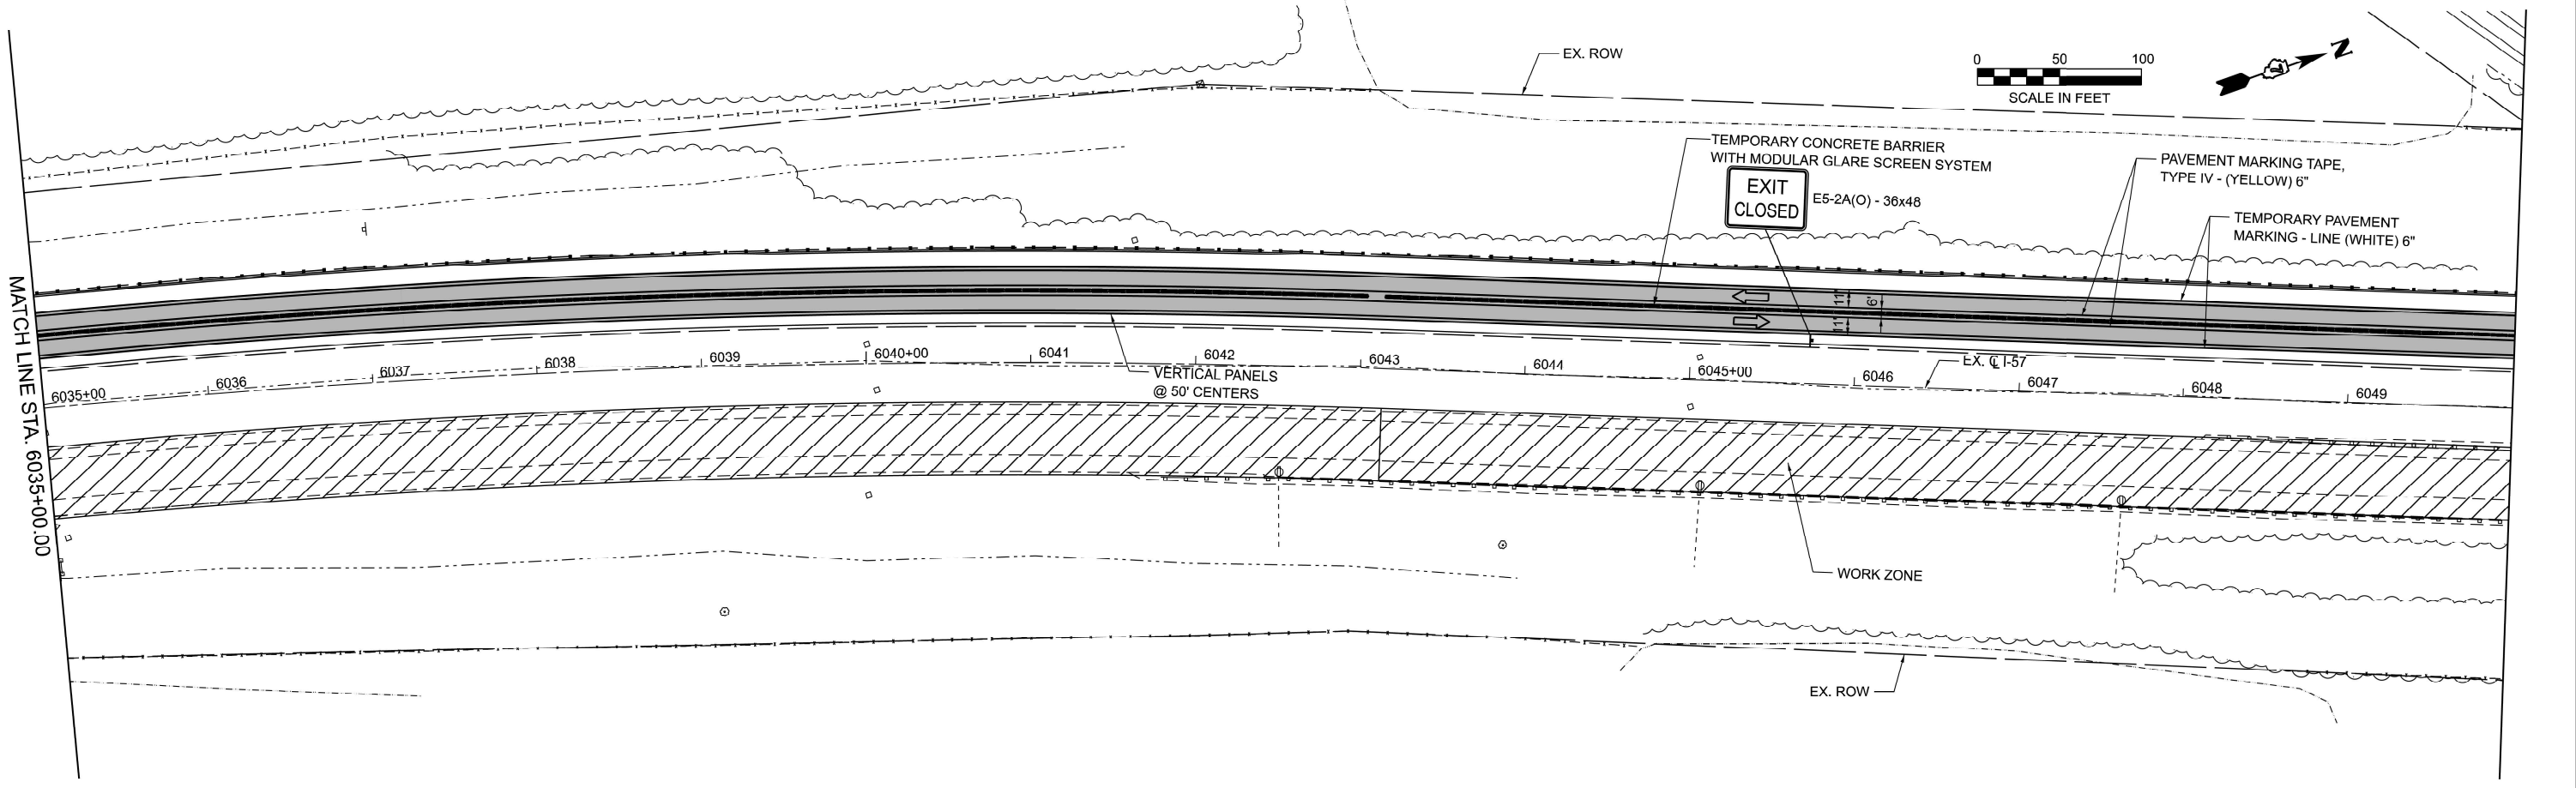 EX. ROW
0 50 100
SCALE IN FEET
N
TEMPORARY CONCRETE BARRIER
WITH MODULAR GLARE SCREEN SYSTEM
EXIT
CLOSED
E5-2A(O) - 36x48
PAVEMENT MARKING TAPE,
TYPE IV - (YELLOW) 6"
TEMPORARY PAVEMENT
MARKING - LINE (WHITE) 6"
11'
6'
11'
MATCH LINE STA. 6035+00.00
6035+00
6036
6037
6038
6039
6040+00
6041
6042
6043
6044
6045+00
6046
6047
6048
6049
EX. ℄ I-57
VERTICAL PANELS
@ 50' CENTERS
WORK ZONE
EX. ROW